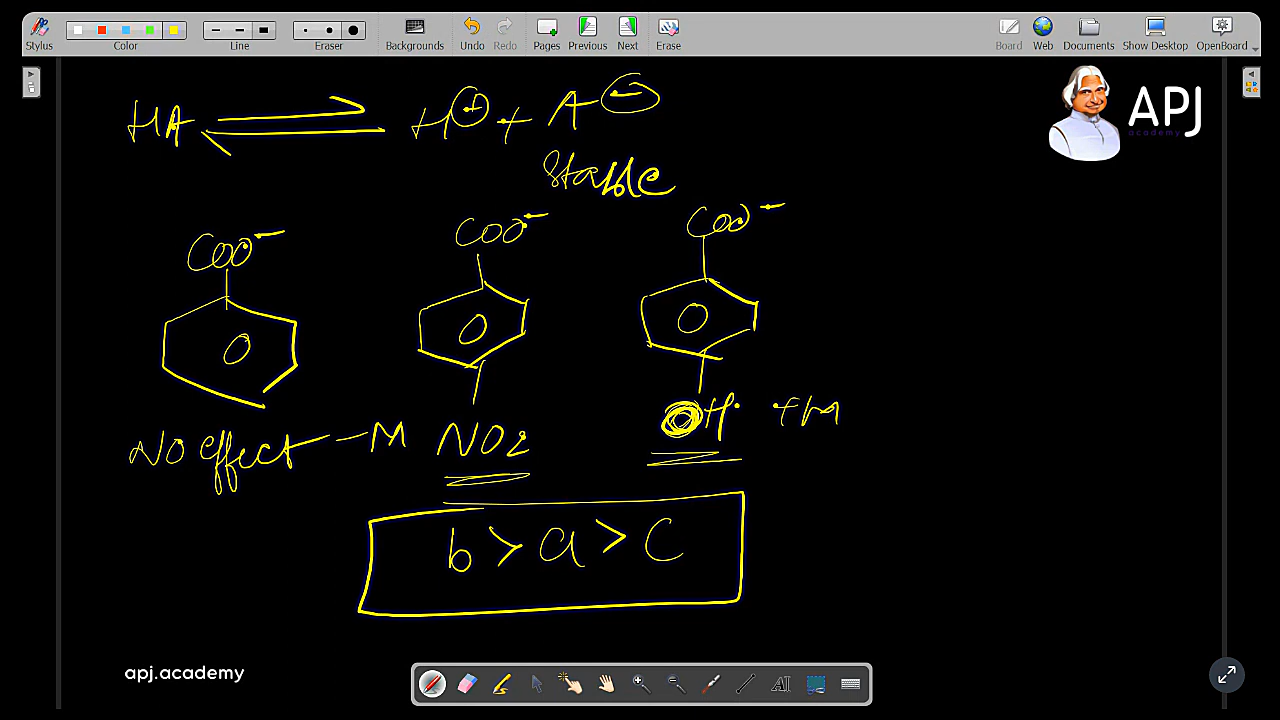 Stylus Color Line Eraser Backgrounds Undo Redo Pages Previous Next Erase Board Web Documents Show Desktop OpenBoard
HA ⇌ H⊕ + A⊖
Stable
APJ
academy
COO⁻ COO⁻ COO⁻
No effect -M NO2 OH +M
b > a > c
apj.academy